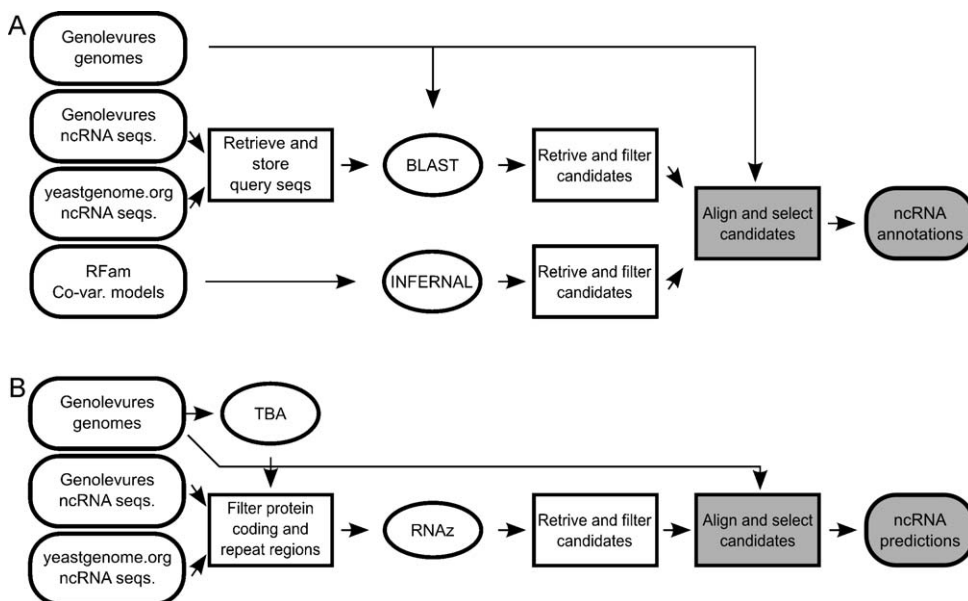 A
Genolevures
genomes
Genolevures
ncRNA seqs.
yeastgenome.org
ncRNA seqs.
RFam
Co-var. models
Retrieve and
store
query seqs
BLAST
INFERNAL
Retrive and filter
candidates
Retrive and filter
candidates
Align and select
candidates
ncRNA
annotations
B
Genolevures
genomes
Genolevures
ncRNA seqs.
yeastgenome.org
ncRNA seqs.
TBA
Filter protein
coding and
repeat regions
RNAz
Retrive and filter
candidates
Align and select
candidates
ncRNA
predictions